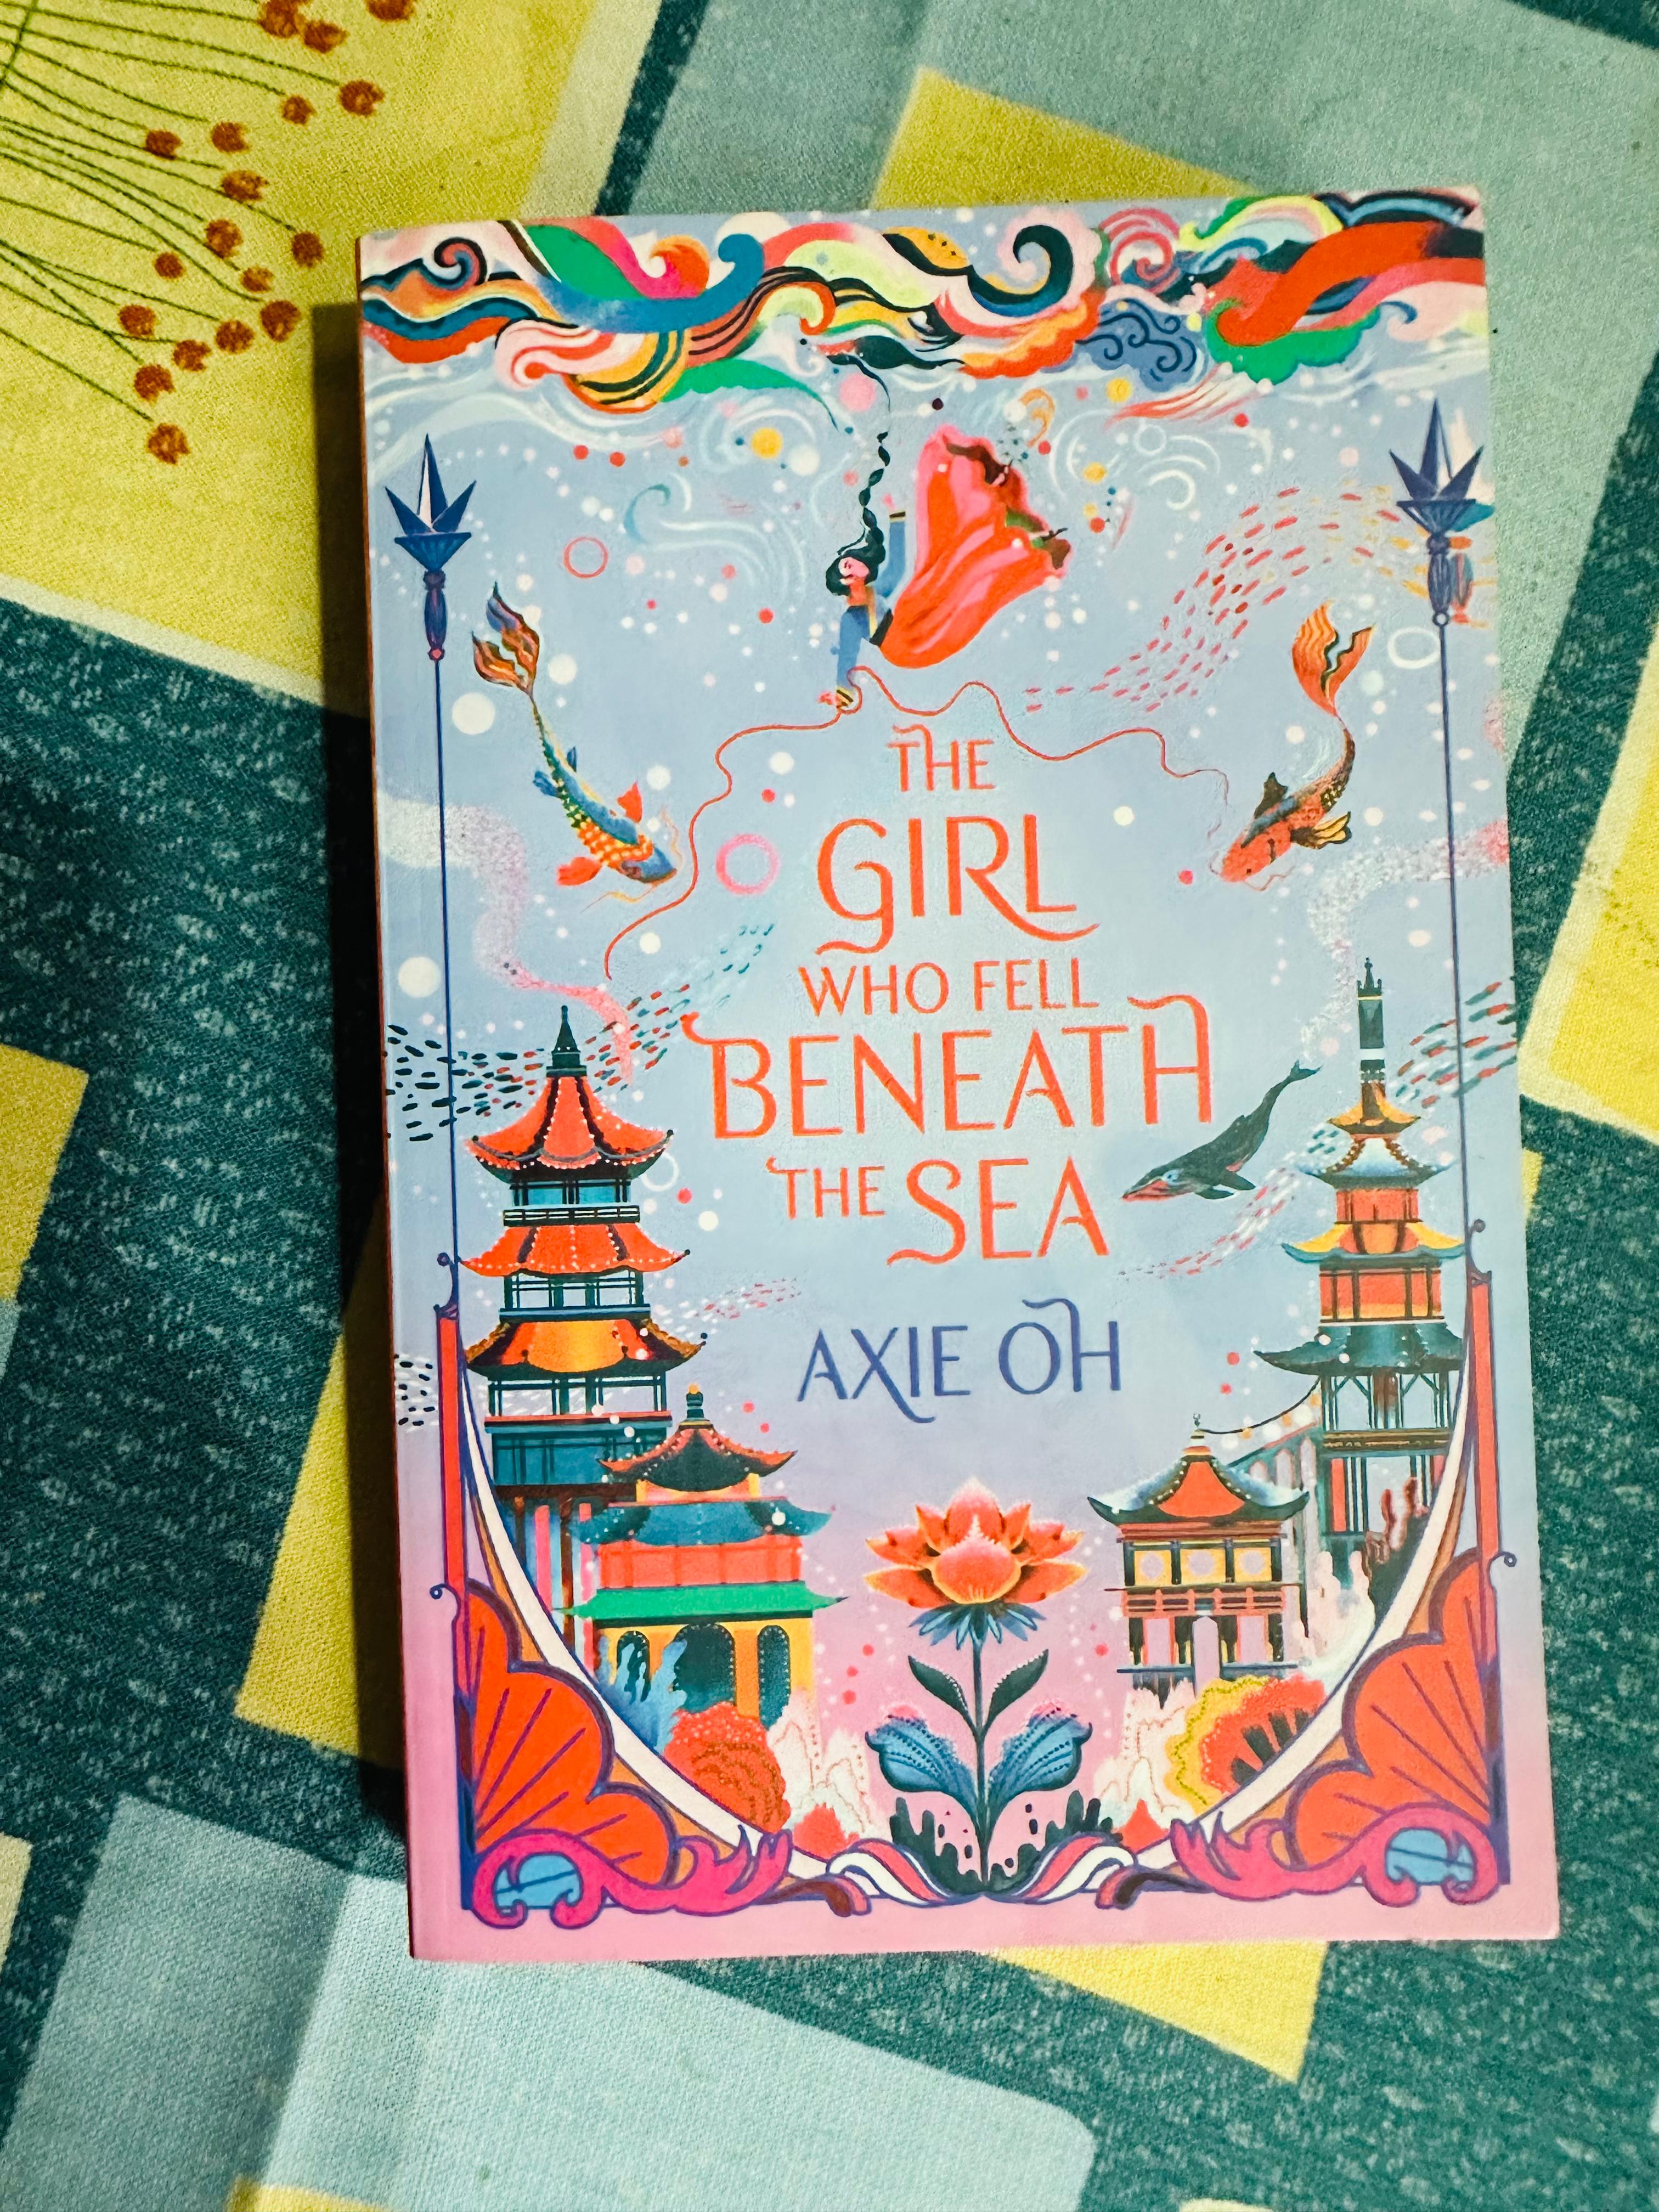 THE
GIRL
WHO FELL
BENEATH
THE SEA
AXIE OH